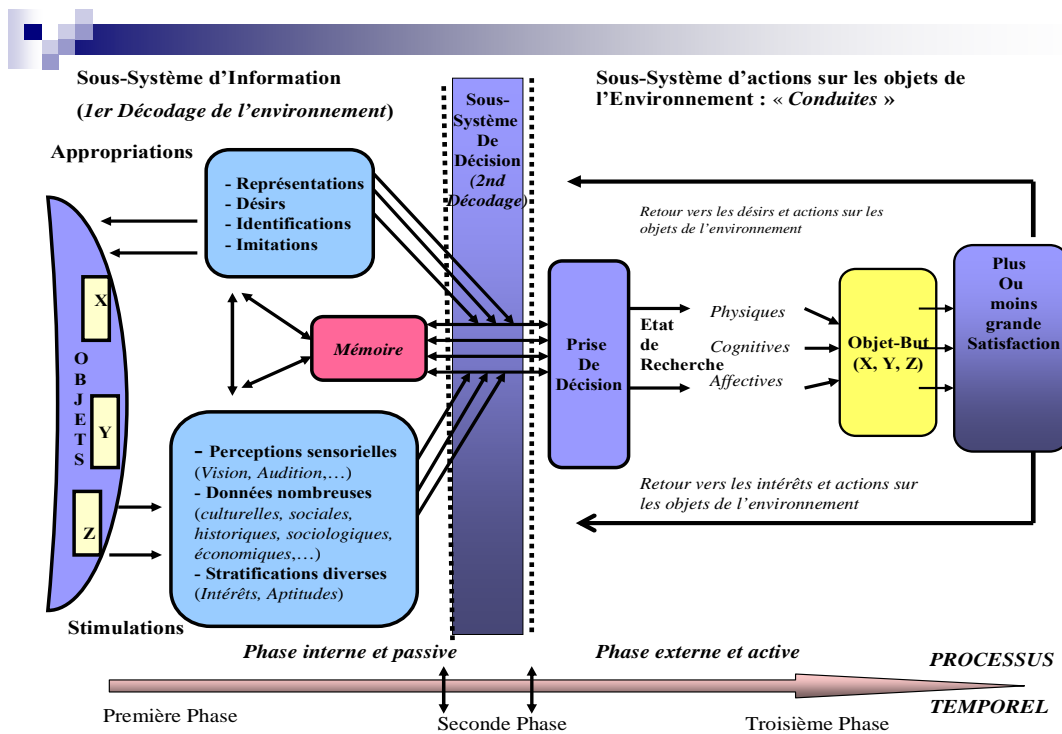 Sous-Système d’Information
(1er Décodage de l’environnement)
Appropriations
- Représentations
- Désirs
- Identifications
- Imitations
X
Y
Z
O
B
J
E
T
S
Mémoire
– Perceptions sensorielles
(Vision, Audition,…)
- Données nombreuses
(culturelles, sociales,
historiques, sociologiques,
économiques,…)
- Stratifications diverses
(Intérêts, Aptitudes)
Stimulations
Sous-
Système
De
Décision
(2nd
Décodage)
Sous-Système d'actions sur les objets de
l’Environnement : « Conduites »
Retour vers les désirs et actions sur les
objets de l’environnement
Prise
De
Décision
Etat
de
Recherche
Physiques
Cognitives
Affectives
Objet-But
(X, Y, Z)
Plus
Ou
moins
grande
Satisfaction
Retour vers les intérêts et actions sur
les objets de l’environnement
Phase interne et passive
Phase externe et active
PROCESSUS
TEMPOREL
Première Phase
Seconde Phase
Troisième Phase